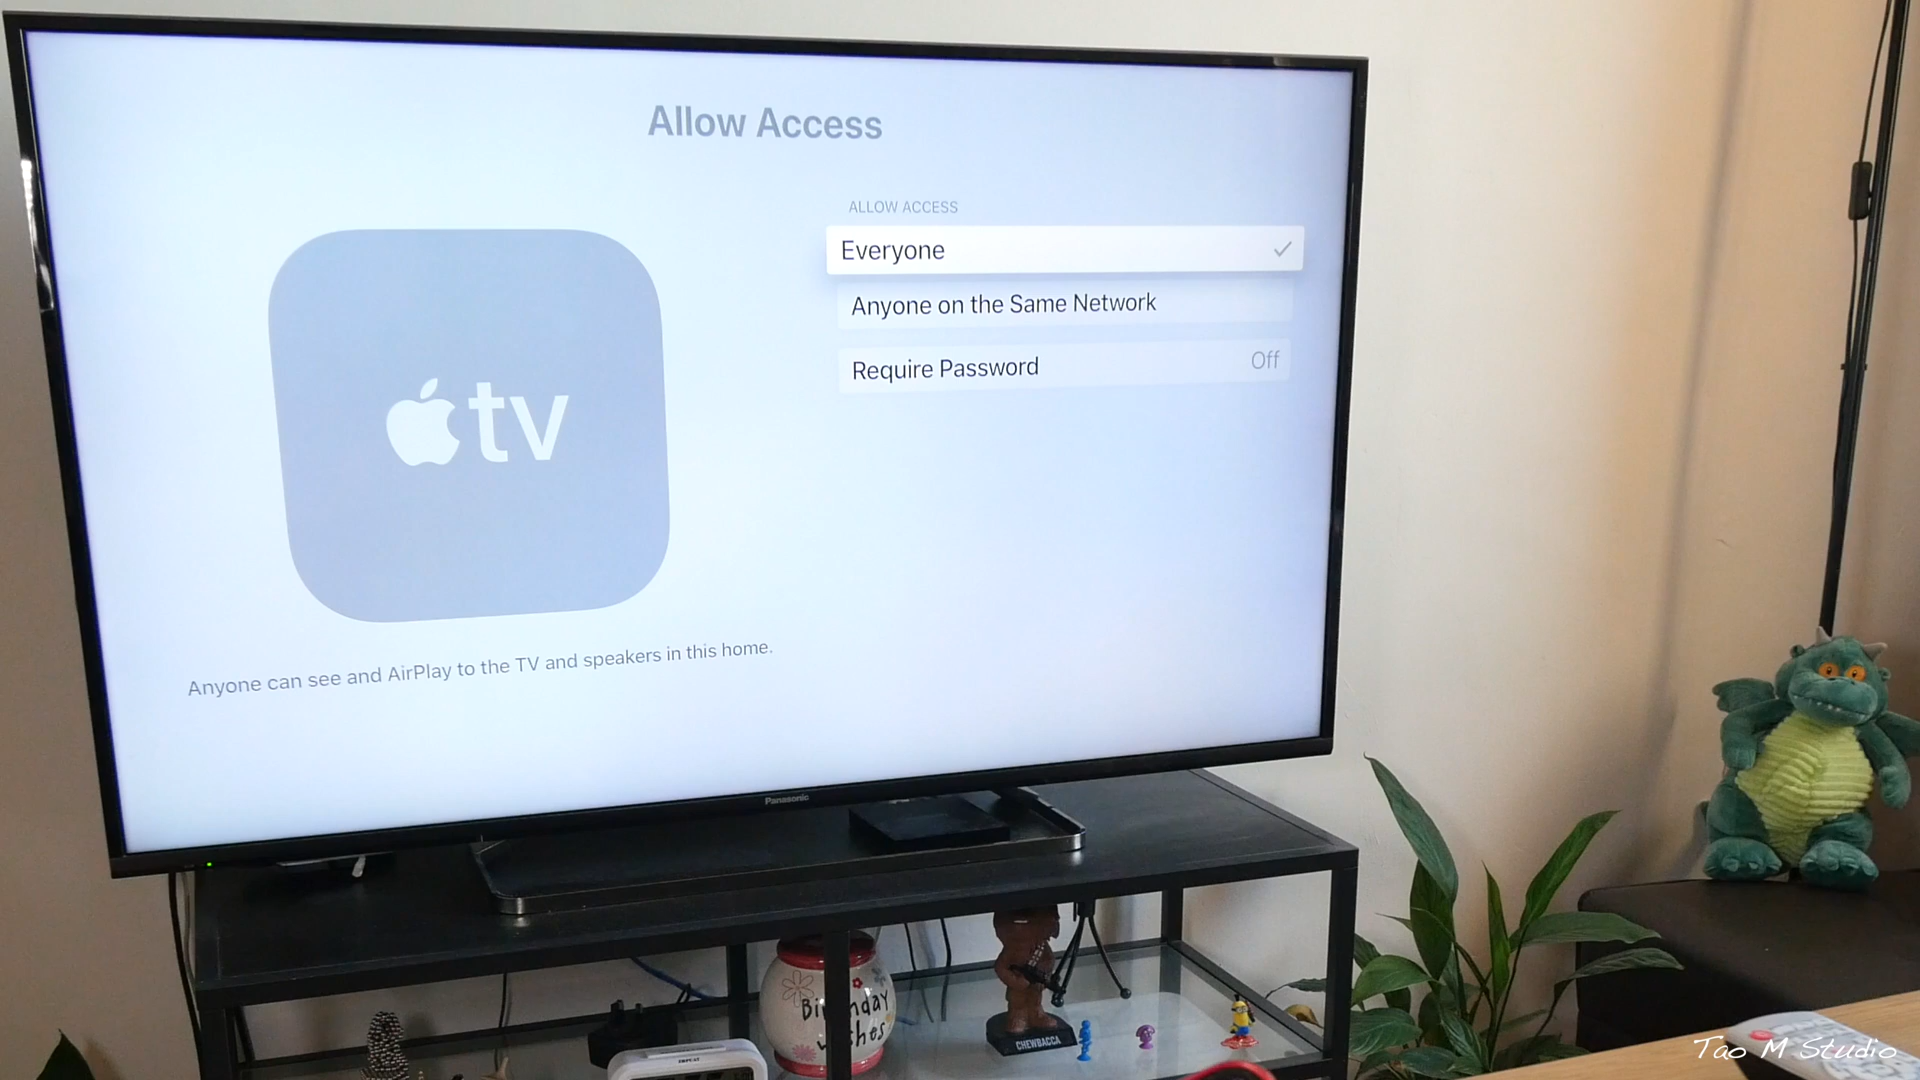 Allow Access
ALLOW ACCESS
Everyone
Anyone on the Same Network
Require Password
Off
tv
Anyone can see and AirPlay to the TV and speakers in this home.
Panasonic
Birthday
CHEWBACCA
Tao M Studio